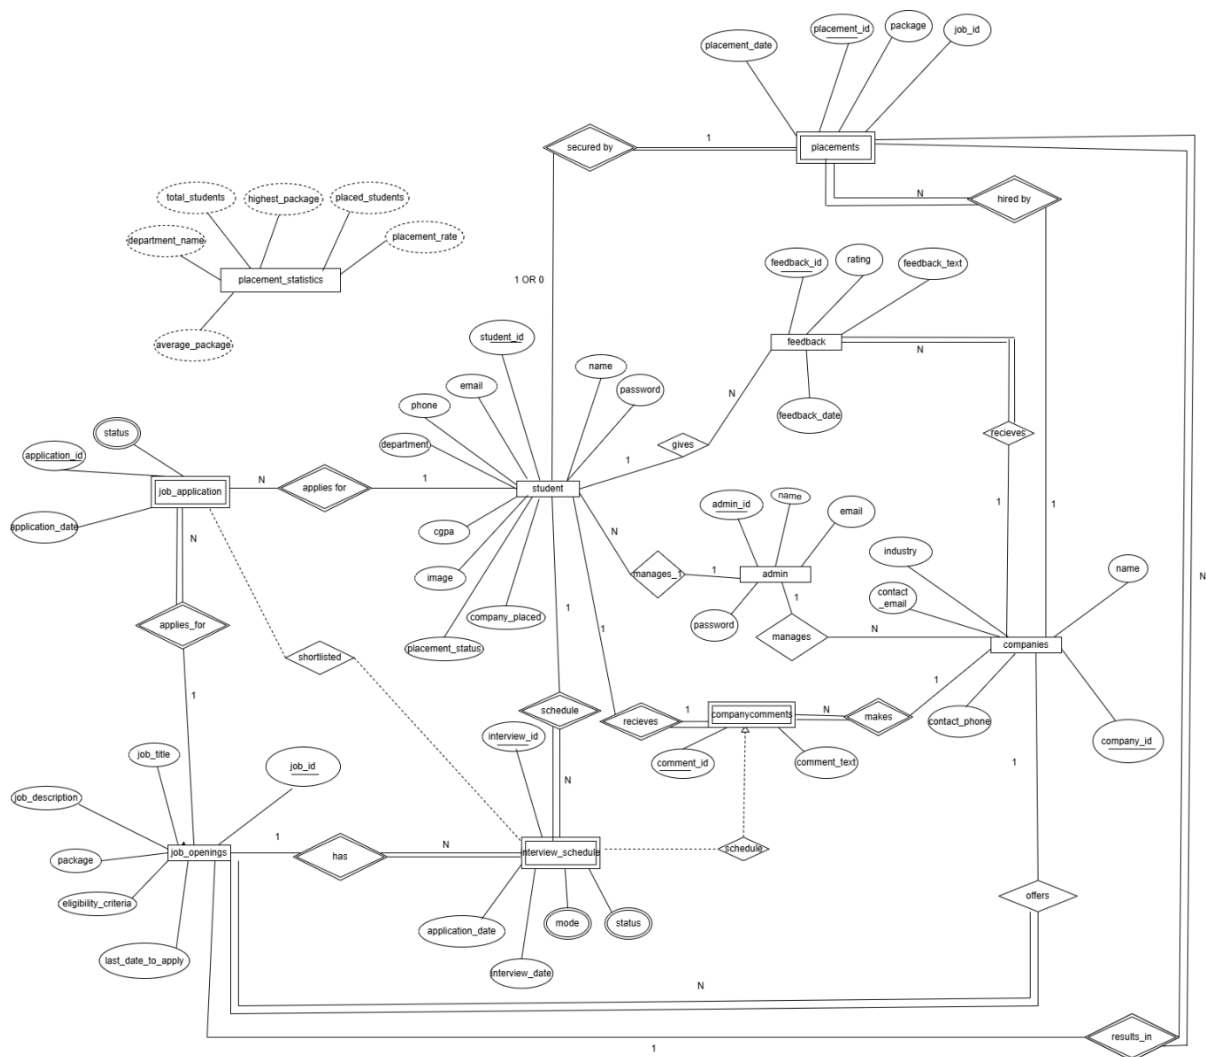 placement_id
package
job_id
placement_date
secured by
1
placements
N
hired by
total_students
highest_package
placed_students
department_name
placement_rate
placement_statistics
average_package
1 OR 0
feedback_id
rating
feedback_text
feedback
N
feedback_date
student_id
name
email
password
phone
department
N
gives
recieves
1
status
application_id
job_application
N
applies for
1
student
application_date
N
admin_id
name
email
1
1
cgpa
N
industry
image
manages_1
1
admin
contact
_email
name
N
company_placed
placement_status
password
1
manages
N
companies
applies_for
1
1
shortlisted
1
1
schedule
recieves
1
companycomments
N
makes
contact_phone
company_id
interview_id
comment_id
comment_text
job_title
job_id
1
job_description
N
job_openings
1
has
N
interview_schedule
schedule
package
eligibility_criteria
offers
application_date
mode
status
last_date_to_apply
interview_date
N
results_in
1